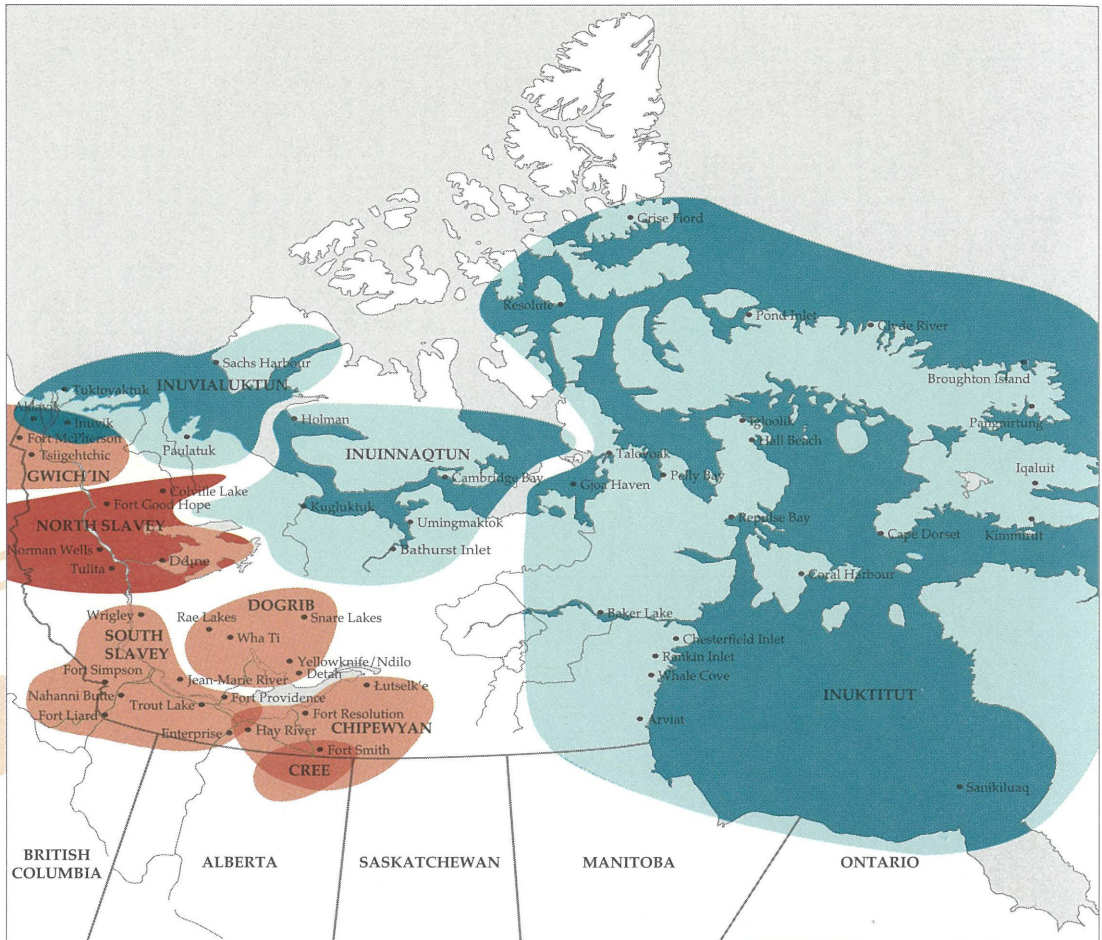 Grise Fiord
Resolute
Pond Inlet
Clyde River
Sachs Harbour
Broughton Island
Tuktoyaktuk
INUVIALUKTUN
Aklavik
Inuvik
Holman
Pangnirtung
Igloolik
Fort McPherson
Hall Beach
Paulatuk
Tsiigehtchic
INUINNAQTUN
Taloyoak
Iqaluit
GWICH'IN
Cambridge Bay
Pelly Bay
Gjoa Haven
Colville Lake
Fort Good Hope
Kugluktuk
Repulse Bay
NORTH SLAVEY
Umingmaktok
Cape Dorset
Kimmirut
Norman Wells
Bathurst Inlet
Tulita
Deline
Coral Harbour
DOGRIB
Wrigley
Rae Lakes
Snare Lakes
Baker Lake
SOUTH
SLAVEY
Wha Ti
Chesterfield Inlet
Rankin Inlet
Yellowknife/Ndilo
Detah
Fort Simpson
Jean-Marie River
Whale Cove
Lutselk'e
Nahanni Butte
Fort Providence
INUKTITUT
Trout Lake
Fort Liard
Fort Resolution
Arviat
Enterprise
Hay River
CHIPEWYAN
Fort Smith
CREE
Sanikiluaq
BRITISH
COLUMBIA
ALBERTA
SASKATCHEWAN
MANITOBA
ONTARIO